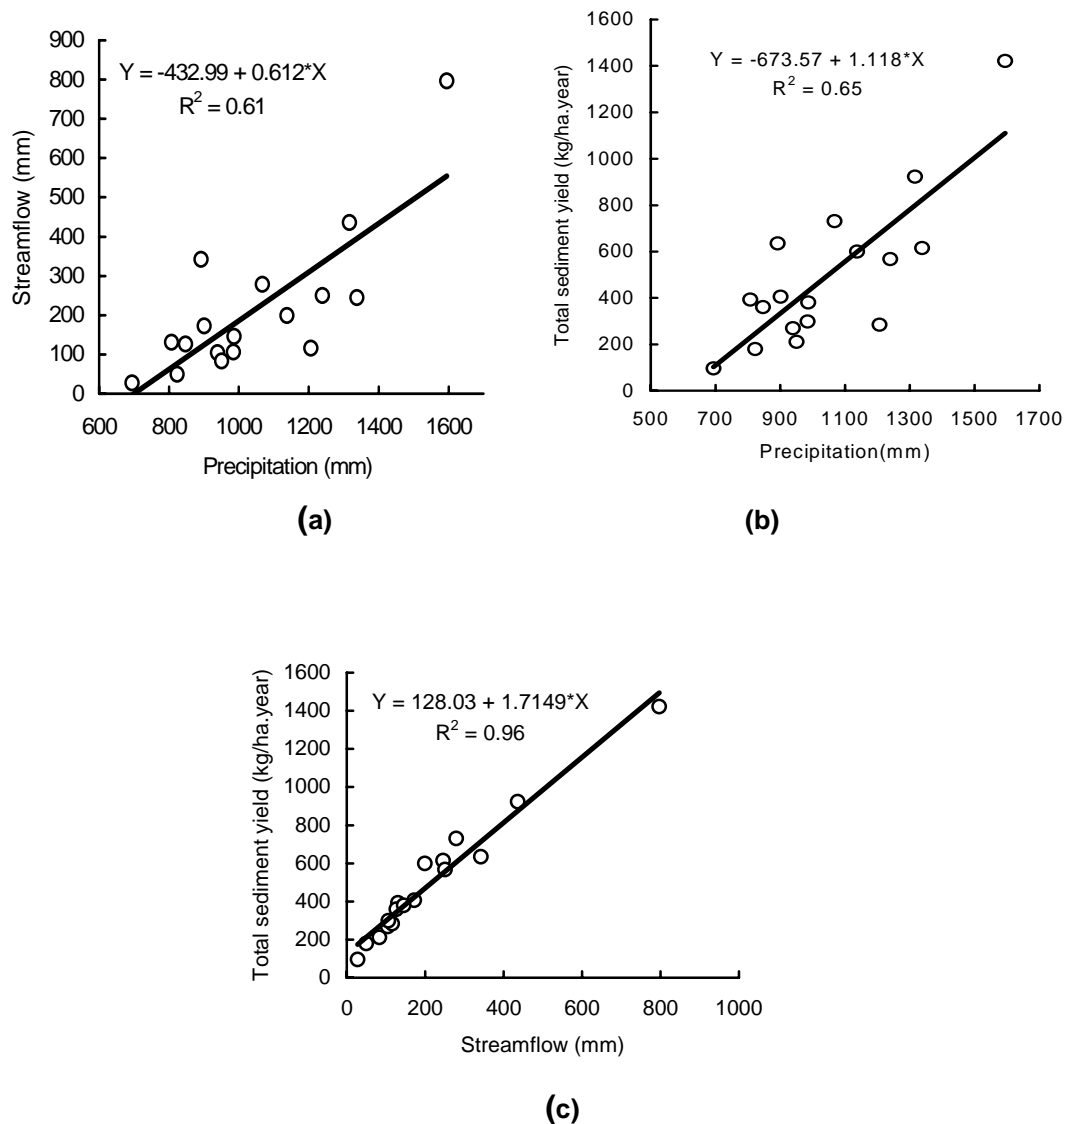 Y = -432.99 + 0.612*X
R² = 0.61
Streamflow (mm)
900
800
700
600
500
400
300
200
100
0
600 800 1000 1200 1400 1600
Precipitation (mm)
(a)
Y = -673.57 + 1.118*X
R² = 0.65
Total sediment yield (kg/ha.year)
1600
1400
1200
1000
800
600
400
200
0
500 700 900 1100 1300 1500 1700
Precipitation(mm)
(b)
Y = 128.03 + 1.7149*X
R² = 0.96
Total sediment yield (kg/ha.year)
1600
1400
1200
1000
800
600
400
200
0
0 200 400 600 800 1000
Streamflow (mm)
(c)